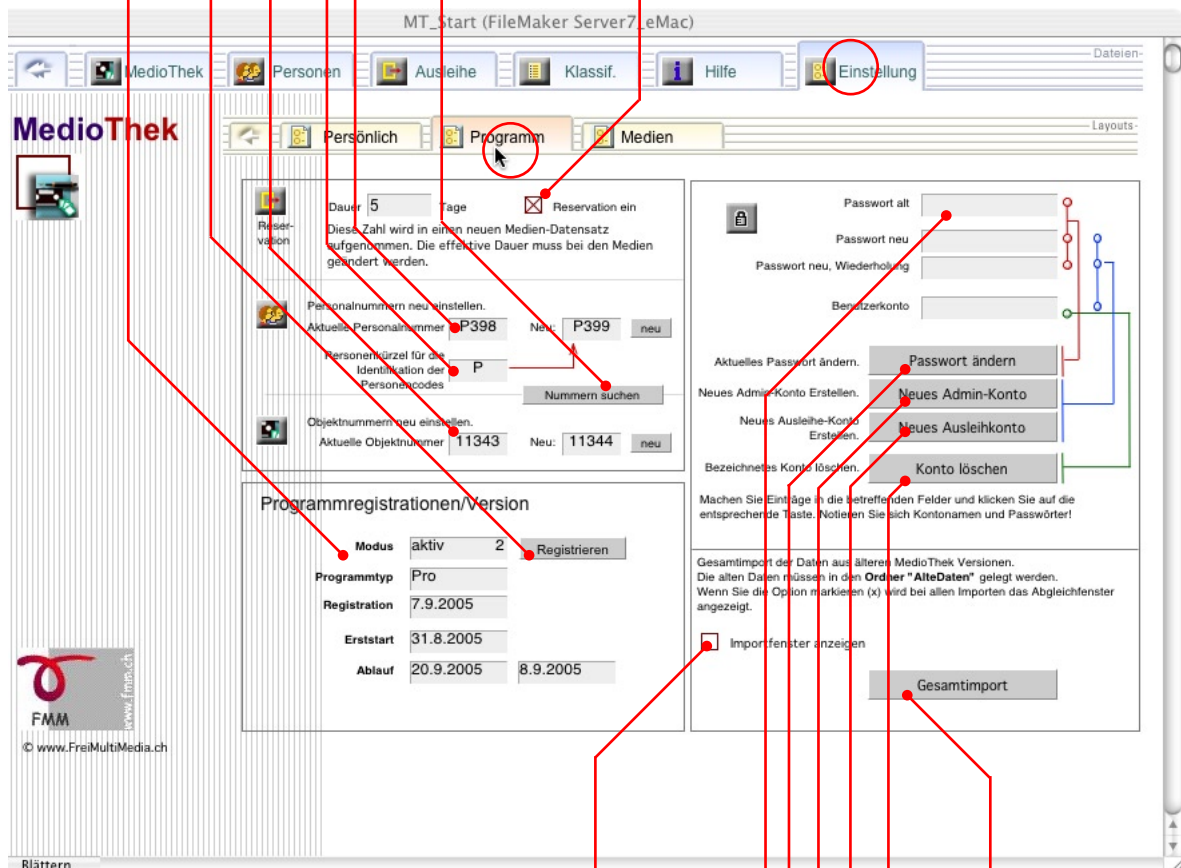 MT_Start (FileMaker Server7_eMac)
Dateien
MedioThek
Personen
Ausleihe
Klassif.
Hilfe
Einstellung
MedioThek
Layouts
Persönlich
Programm
Medien
Reser-
vation
Dauer 5 Tage
Reservation ein
Diese Zahl wird in einen neuen Medien-Datensatz
aufgenommen. Die effektive Dauer muss bei den Medien
geändert werden.
Personalnummern neu einstellen.
Aktuelle Personalnummer P398 Neu: P399 neu
Personenkürzel für die
Identifikation der
Personencodes
P
Nummern suchen
Objektnummern neu einstellen.
Aktuelle Objektnummer 11343 Neu: 11344 neu
Programmregistrationen/Version
Modus aktiv 2 Registrieren
Programmtyp Pro
Registration 7.9.2005
Erststart 31.8.2005
Ablauf 20.9.2005 8.9.2005
Passwort alt
Passwort neu
Passwort neu, Wiederholung
Benutzerkonto
Aktuelles Passwort ändern. Passwort ändern
Neues Admin-Konto Erstellen. Neues Admin-Konto
Neues Ausleihe-Konto
Erstellen.
Neues Ausleihkonto
Bezeichnetes Konto löschen. Konto löschen
Machen Sie Einträge in die betreffenden Felder und klicken Sie auf die
entsprechende Taste. Notieren Sie sich Kontonamen und Passwörter!
Gesamtimport der Daten aus älteren MedioThek Versionen.
Die alten Daten müssen in den Ordner "AlteDaten" gelegt werden.
Wenn Sie die Option markieren (x) wird bei allen Importen das Abgleichfenster
angezeigt.
Importfenster anzeigen
Gesamtimport
FMM
www.fmm.ch
© www.FreiMultiMedia.ch
Blättern